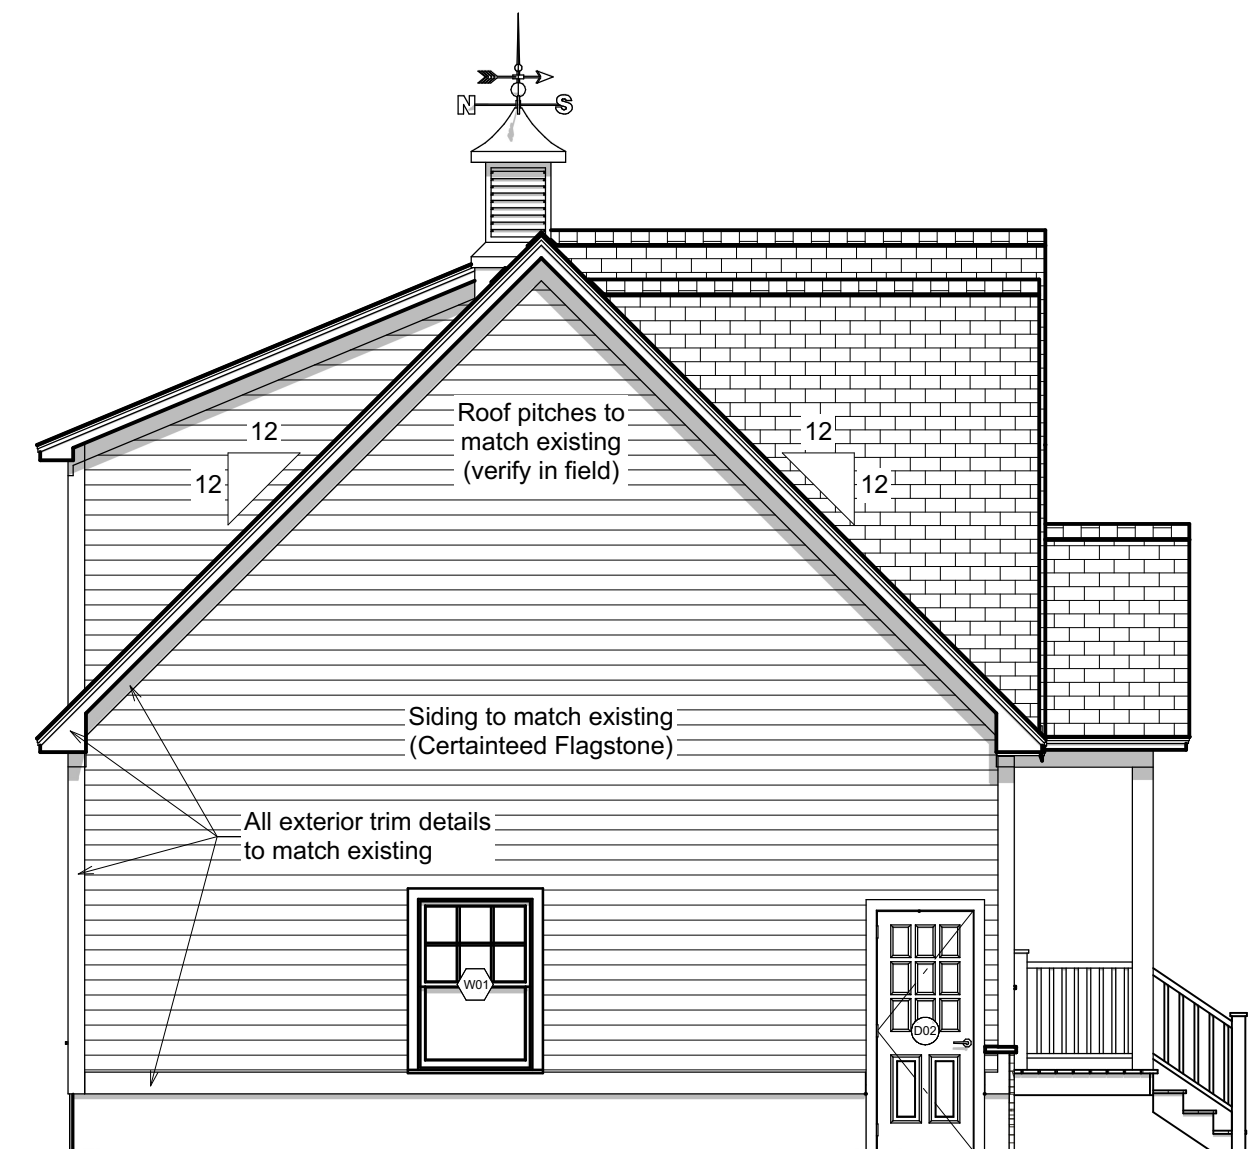 N S
Roof pitches to
match existing
(verify in field)
12
12
12
12
Siding to match existing
(Certainteed Flagstone)
All exterior trim details
to match existing
W01
D02